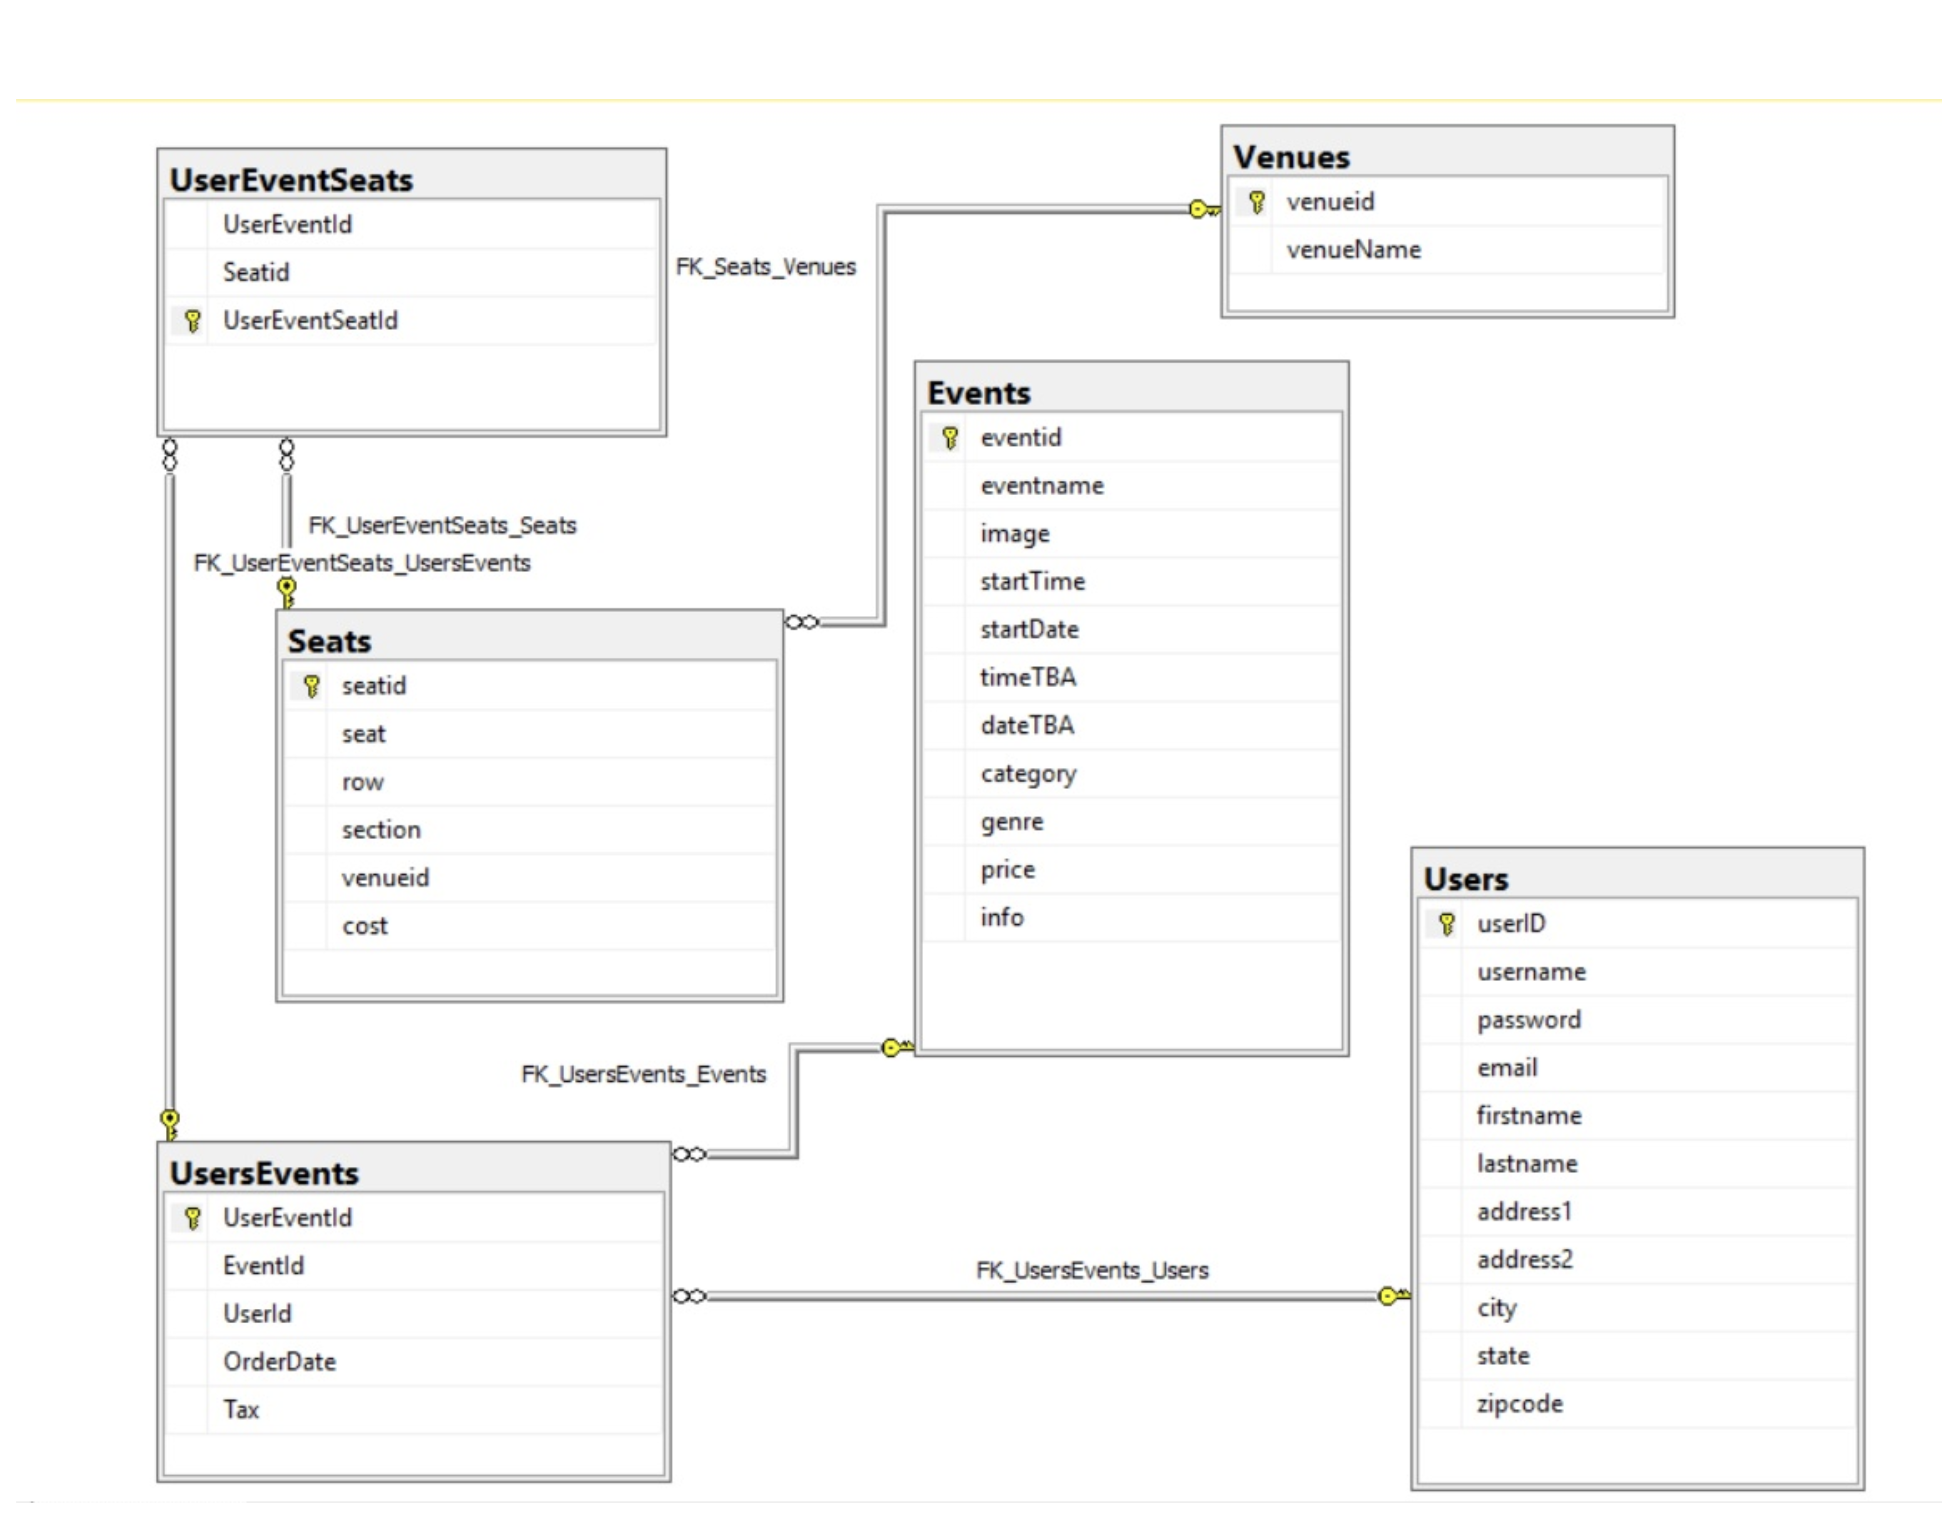 UserEventSeats
UserEventId
Seatid
UserEventSeatId
Venues
venueid
venueName
FK_Seats_Venues
Events
eventid
eventname
image
startTime
startDate
timeTBA
dateTBA
category
genre
price
info
FK_UserEventSeats_Seats
FK_UserEventSeats_UsersEvents
Seats
seatid
seat
row
section
venueid
cost
Users
userID
username
password
email
firstname
lastname
address1
address2
city
state
zipcode
FK_UsersEvents_Events
UsersEvents
UserEventId
EventId
UserId
OrderDate
Tax
FK_UsersEvents_Users